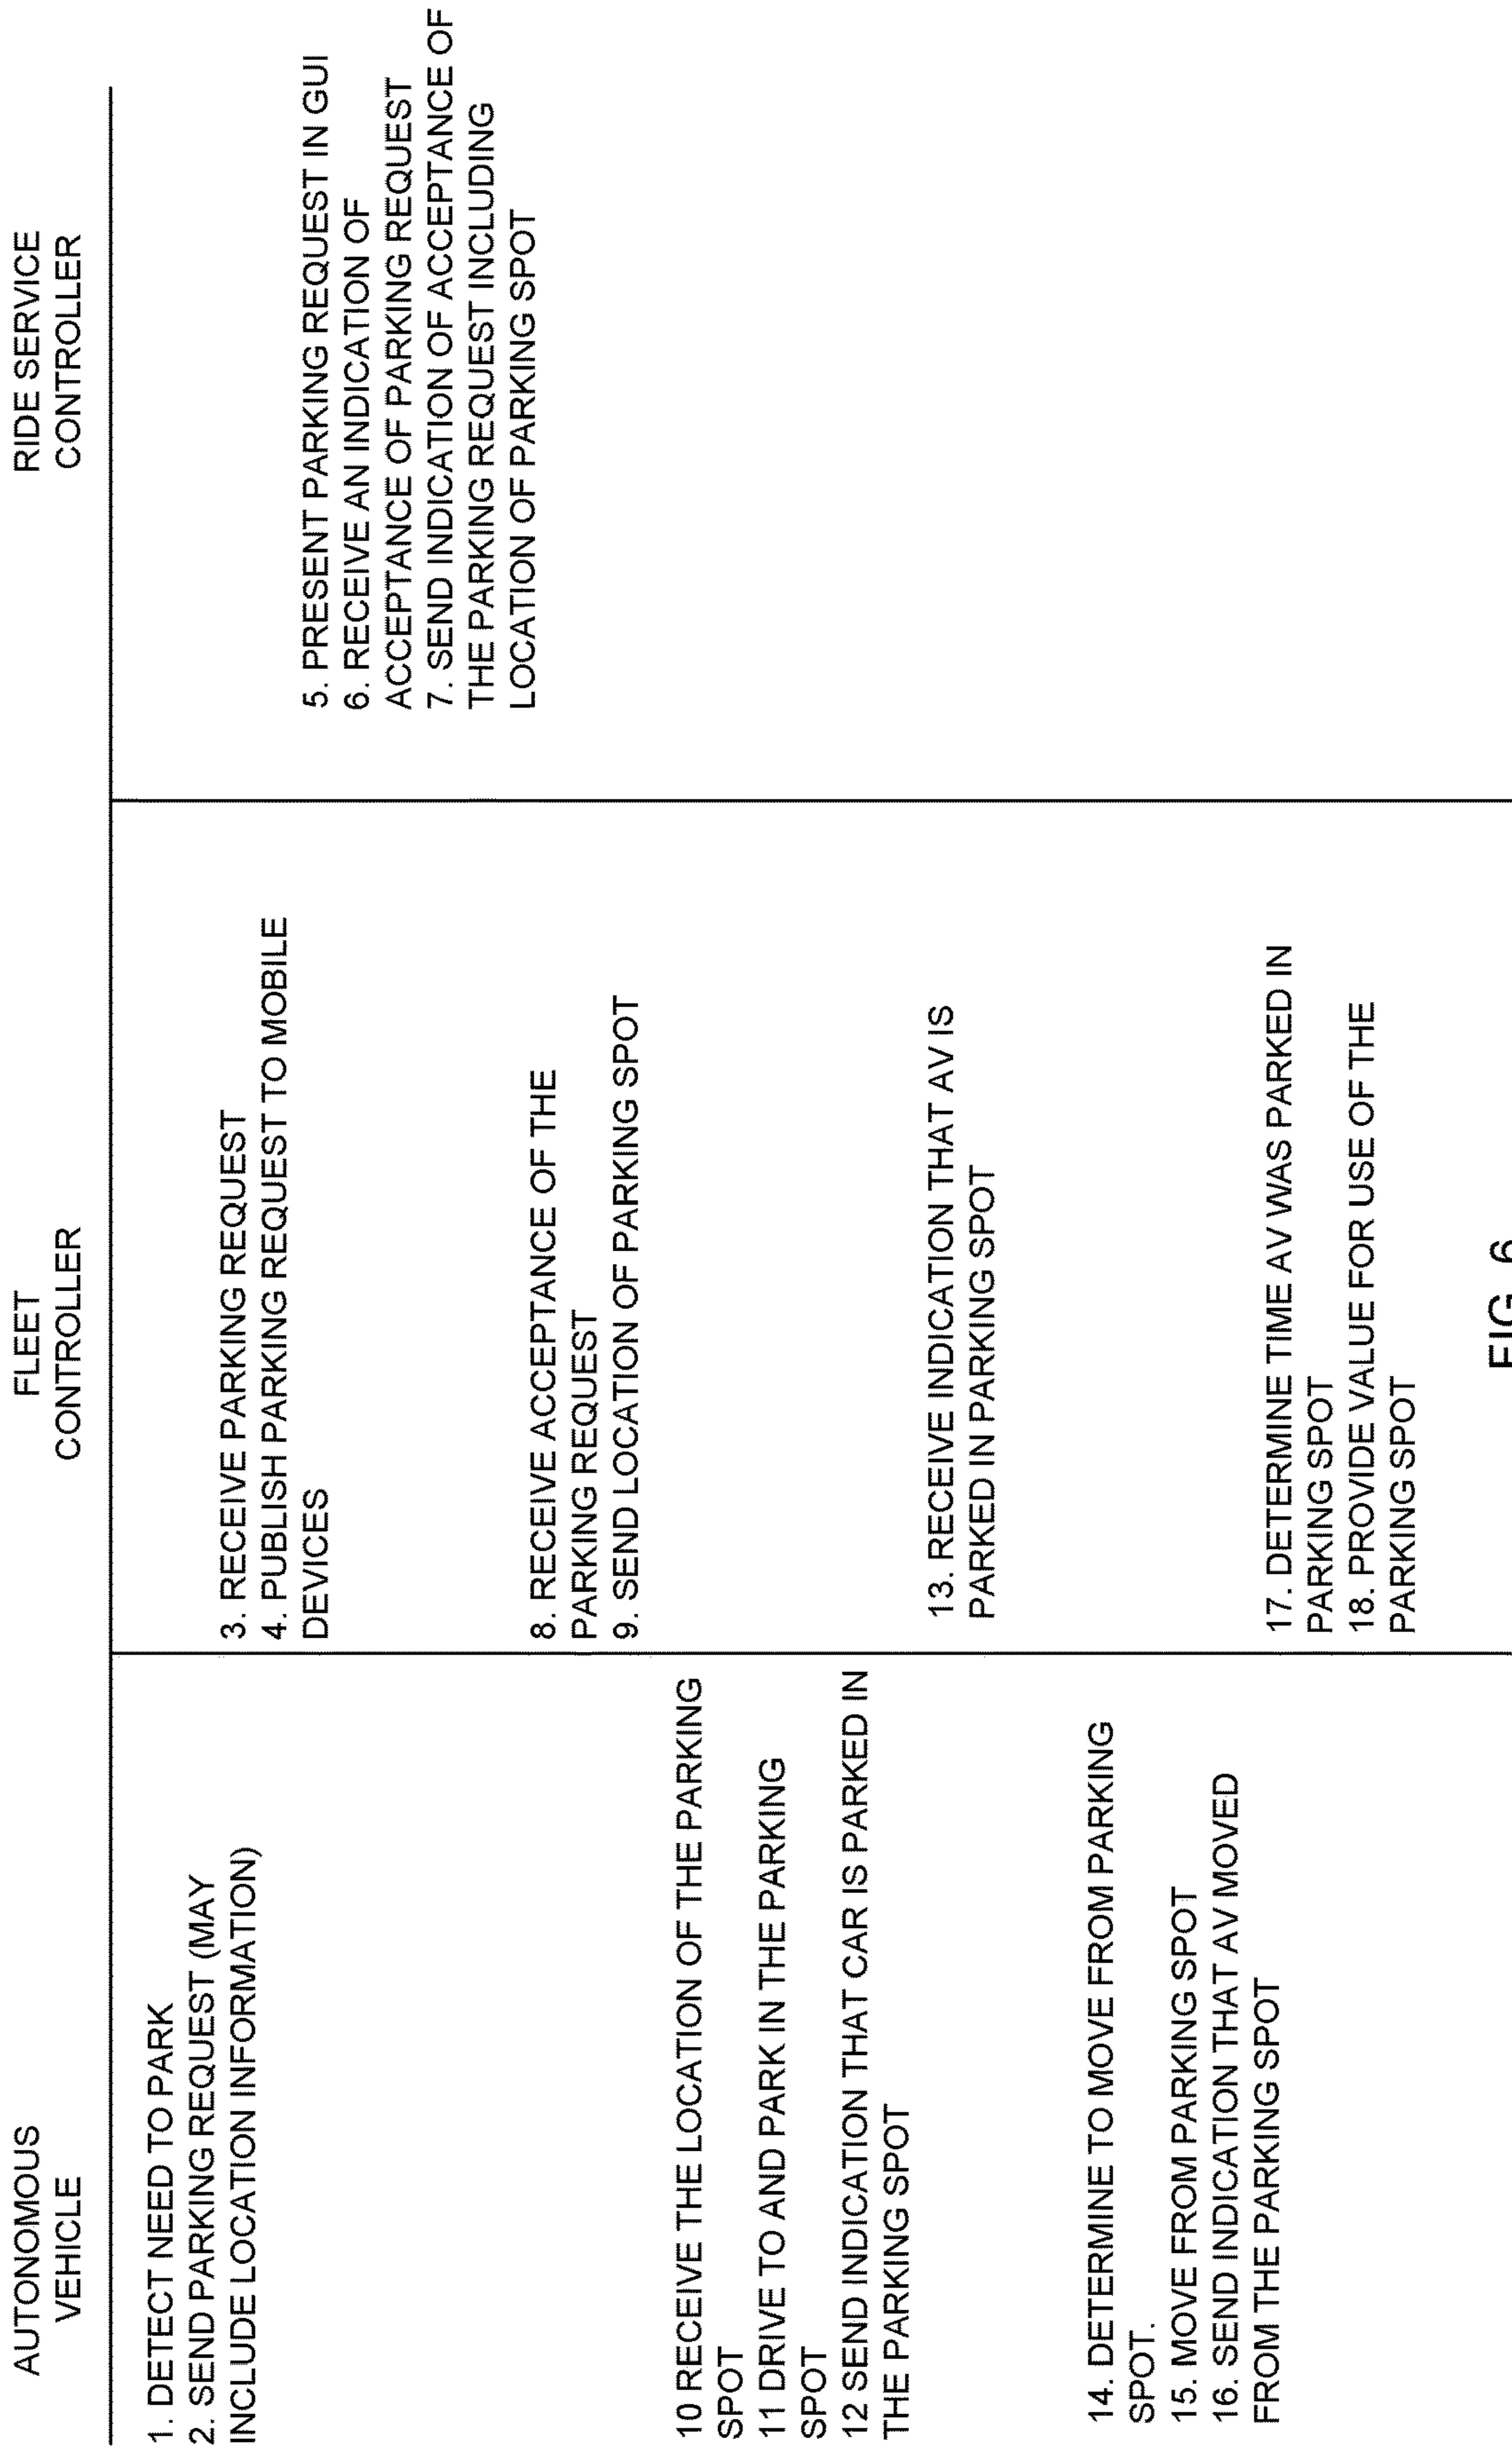 AUTONOMOUS
VEHICLE
FLEET
CONTROLLER
RIDE SERVICE
CONTROLLER
1. DETECT NEED TO PARK
2. SEND PARKING REQUEST (MAY
INCLUDE LOCATION INFORMATION)
3. RECEIVE PARKING REQUEST
4. PUBLISH PARKING REQUEST TO MOBILE
DEVICES
5. PRESENT PARKING REQUEST IN GUI
6. RECEIVE AN INDICATION OF
ACCEPTANCE OF PARKING REQUEST
7. SEND INDICATION OF ACCEPTANCE OF
THE PARKING REQUEST INCLUDING
LOCATION OF PARKING SPOT
8. RECEIVE ACCEPTANCE OF THE
PARKING REQUEST
9. SEND LOCATION OF PARKING SPOT
10 RECEIVE THE LOCATION OF THE PARKING
SPOT
11 DRIVE TO AND PARK IN THE PARKING
SPOT
12 SEND INDICATION THAT CAR IS PARKED IN
THE PARKING SPOT
13. RECEIVE INDICATION THAT AV IS
PARKED IN PARKING SPOT
14. DETERMINE TO MOVE FROM PARKING
SPOT.
15. MOVE FROM PARKING SPOT
16. SEND INDICATION THAT AV MOVED
FROM THE PARKING SPOT
17. DETERMINE TIME AV WAS PARKED IN
PARKING SPOT
18. PROVIDE VALUE FOR USE OF THE
PARKING SPOT
FIG. 6